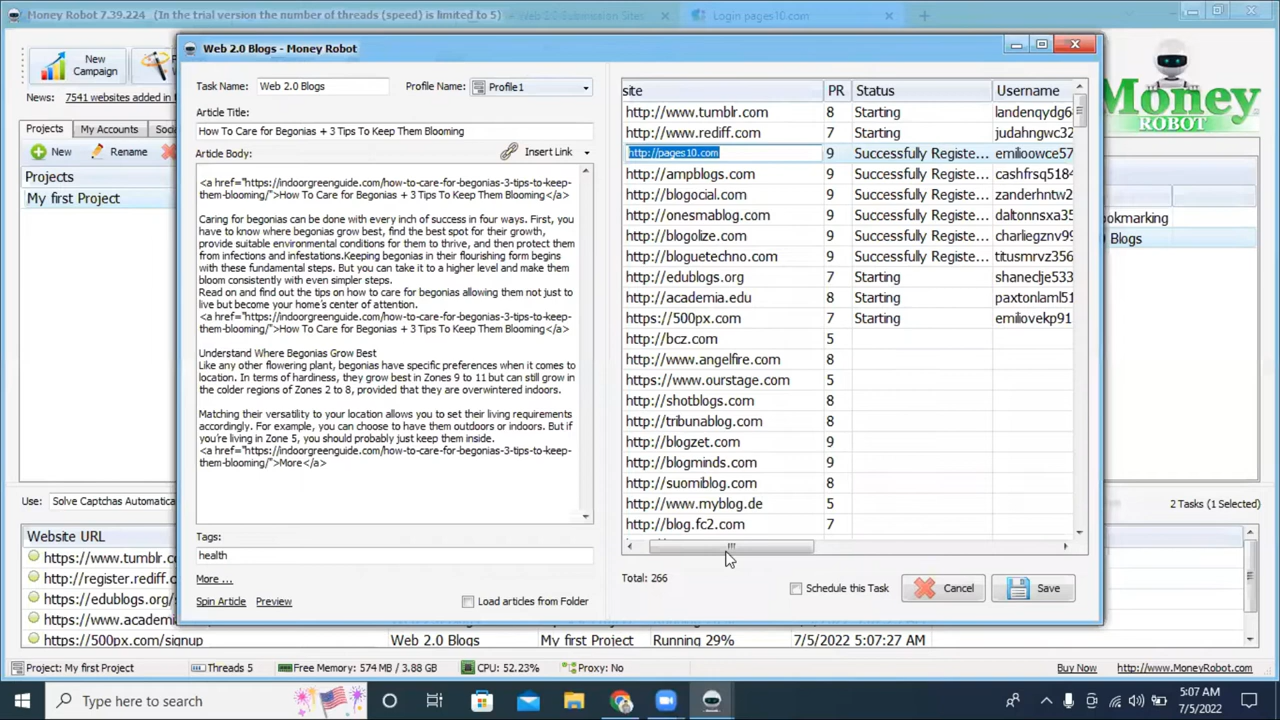 Money Robot 7.39.224 (In the trial version the number of threads (speed) is limited to 5)
Web 2.0 Submission Sites
Login pages10.com
Web 2.0 Blogs - Money Robot
New
Campaign
News: 7541 websites added in
Projects
My Accounts
New
Rename
Projects
My first Project
Task Name:
Web 2.0 Blogs
Profile Name:
Profile1
Article Title:
How To Care for Begonias + 3 Tips To Keep Them Blooming
Article Body:
Insert Link
<a href="https://indoorgreenguide.com/how-to-care-for-begonias-3-tips-to-keep-
them-blooming/">How To Care for Begonias + 3 Tips To Keep Them Blooming</a>
Caring for begonias can be done with every inch of success in four ways. First, you
have to know where begonias grow best, find the best spot for their growth,
provide suitable environmental conditions for them to thrive, and then protect them
from infections and infestations.Keeping begonias in their flourishing form begins
with these fundamental steps. But you can take it to a higher level and make them
bloom consistently with even simpler steps.
Read on and find out the tips on how to care for begonias allowing them not just to
live but become your home's center of attention.
<a href="https://indoorgreenguide.com/how-to-care-for-begonias-3-tips-to-keep-
them-blooming/">How To Care for Begonias + 3 Tips To Keep Them Blooming</a>
Understand Where Begonias Grow Best
Like any other flowering plant, begonias have specific preferences when it comes to
location. In terms of hardiness, they grow best in Zones 9 to 11 but can still grow in
the colder regions of Zones 2 to 8, provided that they are overwintered indoors.
Matching their versatility to your location allows you to set their living requirements
accordingly. For example, you can choose to have them outdoors or indoors. But if
you're living in Zone 5, you should probably just keep them inside.
<a href="https://indoorgreenguide.com/how-to-care-for-begonias-3-tips-to-keep-
them-blooming/">More</a>
Tags:
health
More ...
Spin Article
Preview
Load articles from Folder
site PR Status Username
http://www.tumblr.com 8 Starting landenqydg6
http://www.rediff.com 7 Starting judahngwc32
http://pages10.com 9 Successfully Registe... emilioowce57
http://ampblogs.com 9 Successfully Registe... cashfrsq5184
http://blogocial.com 9 Successfully Registe... zanderhntw2
http://onesmablog.com 9 Successfully Registe... daltonnsxa35
http://blogolize.com 9 Successfully Registe... charliegznv99
http://bloguetechno.com 9 Successfully Registe... titusmrvz356
http://edublogs.org 7 Starting shanecjje533
http://academia.edu 8 Starting paxtonlaml51
https://500px.com 7 Starting emiliovekp91
http://bcz.com 5
http://www.angelfire.com 8
https://www.ourstage.com 5
http://shotblogs.com 8
http://tribunablog.com 8
http://blogzet.com 9
http://blogminds.com 9
http://suomiblog.com 8
http://www.myblog.de 5
http://blog.fc2.com 7
Total: 266
Schedule this Task
Cancel
Save
Money
ROBOT
ookmarking
Blogs
Use: Solve Captchas Automatica
2 Tasks (1 Selected)
Website URL
https://www.tumblr.c
http://register.rediff.c
https://edublogs.org/s
https://www.academia
https://500px.com/signup Web 2.0 Blogs My first Project Running 29% 7/5/2022 5:07:27 AM
Project: My first Project
Threads 5
Free Memory: 574 MB / 3.88 GB
CPU: 52.23%
Proxy: No
Buy Now
http://www.MoneyRobot.com
Type here to search
5:07 AM
7/5/2022